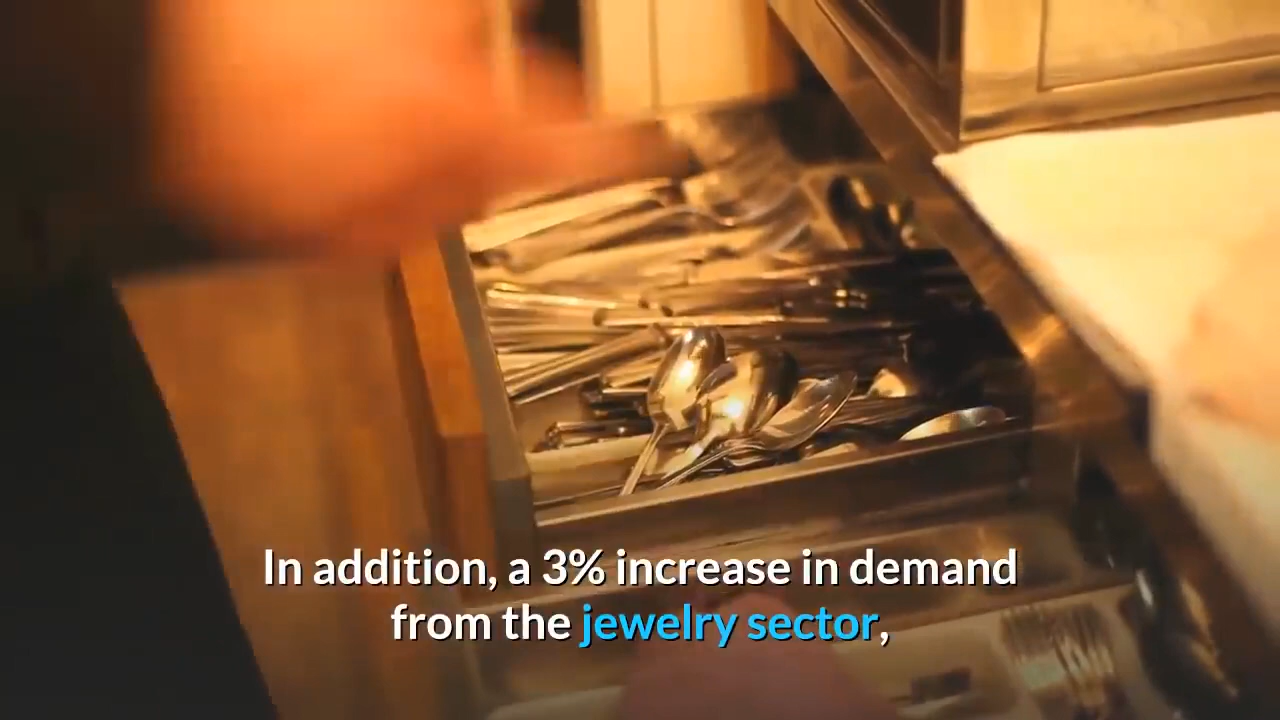 In addition, a 3% increase in demand
from the jewelry sector,